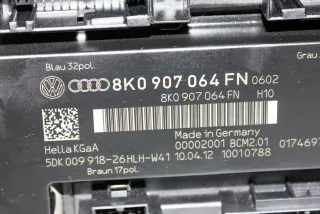 Blau 32pol.
Grau
8K0 907 064 FN 0602
8K0 907 064 FN H10
Made in Germany
Hella KGaA 00002001 BCM2.01
5DK 009 918-26HLH-W41 10.04.12 10010788
Braun 17pol.